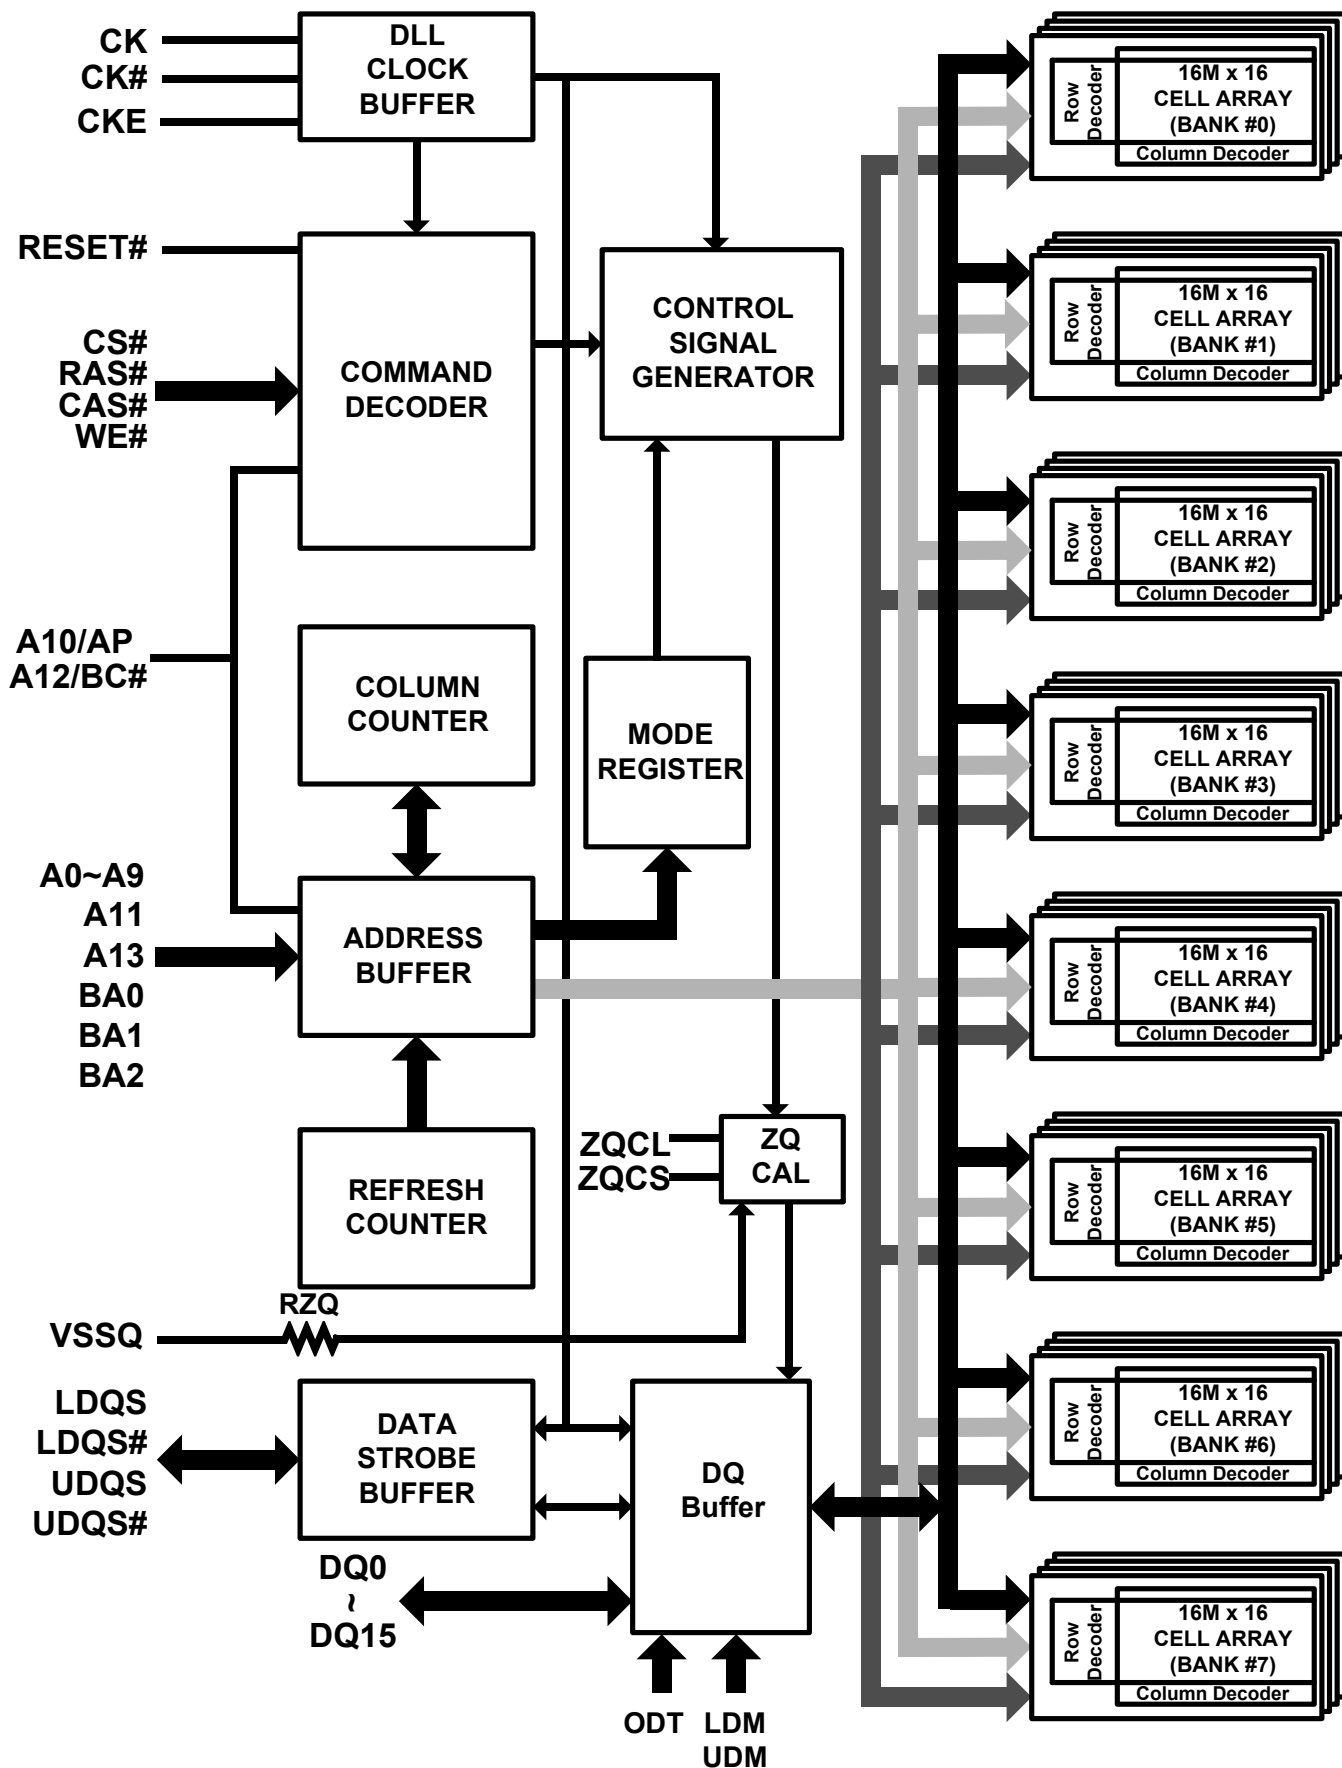 CK
CK#
CKE
DLL
CLOCK
BUFFER
RESET#
CS#
RAS#
CAS#
WE#
COMMAND
DECODER
CONTROL
SIGNAL
GENERATOR
A10/AP
A12/BC#
COLUMN
COUNTER
MODE
REGISTER
A0~A9
A11
A13
BA0
BA1
BA2
ADDRESS
BUFFER
REFRESH
COUNTER
ZQCL
ZQCS
ZQ
CAL
RZQ
VSSQ
LDQS
LDQS#
UDQS
UDQS#
DATA
STROBE
BUFFER
DQ
Buffer
DQ0
~
DQ15
ODT
LDM
UDM
Row
Decoder
16M x 16
CELL ARRAY
(BANK #0)
Column Decoder
Row
Decoder
16M x 16
CELL ARRAY
(BANK #1)
Column Decoder
Row
Decoder
16M x 16
CELL ARRAY
(BANK #2)
Column Decoder
Row
Decoder
16M x 16
CELL ARRAY
(BANK #3)
Column Decoder
Row
Decoder
16M x 16
CELL ARRAY
(BANK #4)
Column Decoder
Row
Decoder
16M x 16
CELL ARRAY
(BANK #5)
Column Decoder
Row
Decoder
16M x 16
CELL ARRAY
(BANK #6)
Column Decoder
Row
Decoder
16M x 16
CELL ARRAY
(BANK #7)
Column Decoder